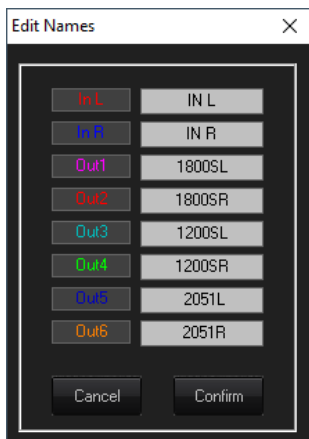 Edit Names
In L IN L
In R IN R
Out1 1800SL
Out2 1800SR
Out3 1200SL
Out4 1200SR
Out5 2051L
Out6 2051R
Cancel Confirm